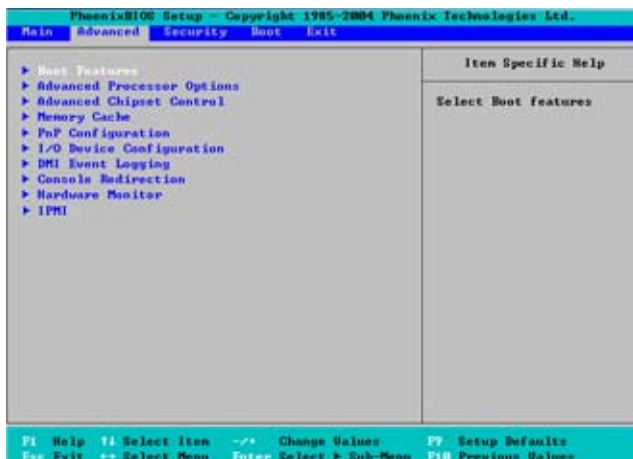 PhoenixBIOS Setup - Copyright 1985-2004 Phoenix Technologies Ltd.
Main Advanced Security Boot Exit
Item Specific Help
▶ Boot Features
▶ Advanced Processor Options
Select Boot features
▶ Advanced Chipset Control
▶ Memory Cache
▶ PnP Configuration
▶ I/O Device Configuration
▶ DMI Event Logging
▶ Console Redirection
▶ Hardware Monitor
▶ IPMI
F1 Help ↑↓ Select Item -/+ Change Values F9 Setup Defaults
Esc Exit ↔ Select Menu Enter Select ▶ Sub-Menu F10 Previous Values